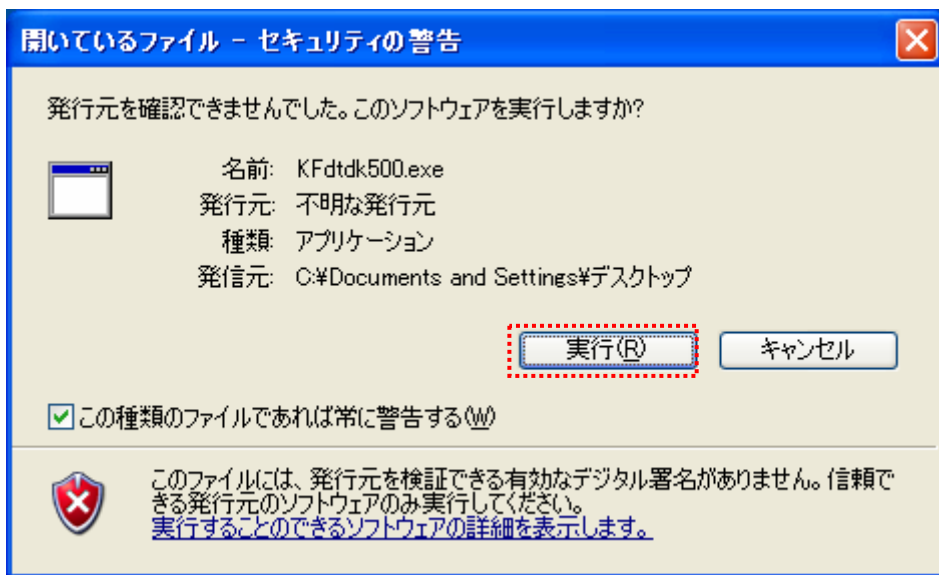 開いているファイル - セキュリティの警告
発行元を確認できませんでした。このソフトウェアを実行しますか?
名前: KFdtdk500.exe
発行元: 不明な発行元
種類: アプリケーション
発信元: C:¥Documents and Settings¥デスクトップ
実行(R) キャンセル
この種類のファイルであれば常に警告する(W)
このファイルには、発行元を検証できる有効なデジタル署名がありません。信頼で
きる発行元のソフトウェアのみ実行してください。
実行することのできるソフトウェアの詳細を表示します。